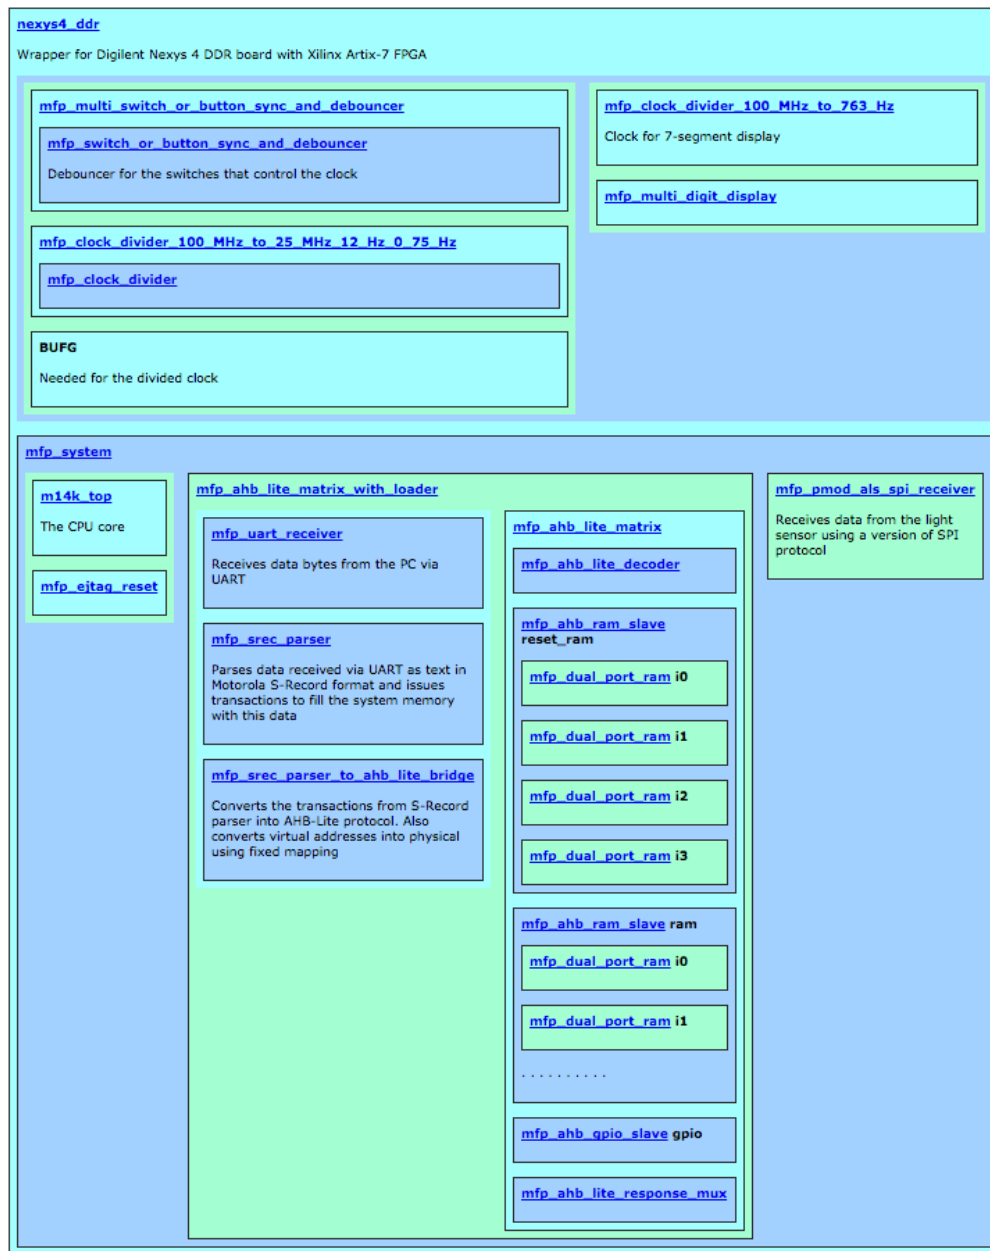 nexys4_ddr
Wrapper for Digilent Nexys 4 DDR board with Xilinx Artix-7 FPGA
mfp_multi_switch_or_button_sync_and_debouncer
mfp_switch_or_button_sync_and_debouncer
Debouncer for the switches that control the clock
mfp_clock_divider_100_MHz_to_25_MHz_12_Hz_0_75_Hz
mfp_clock_divider
BUFG
Needed for the divided clock
mfp_clock_divider_100_MHz_to_763_Hz
Clock for 7-segment display
mfp_multi_digit_display
mfp_system
m14k_top
The CPU core
mfp_ejtag_reset
mfp_ahb_lite_matrix_with_loader
mfp_uart_receiver
Receives data bytes from the PC via
UART
mfp_srec_parser
Parses data received via UART as text in
Motorola S-Record format and issues
transactions to fill the system memory
with this data
mfp_srec_parser_to_ahb_lite_bridge
Converts the transactions from S-Record
parser into AHB-Lite protocol. Also
converts virtual addresses into physical
using fixed mapping
mfp_ahb_lite_matrix
mfp_ahb_lite_decoder
mfp_ahb_ram_slave
reset_ram
mfp_dual_port_ram i0
mfp_dual_port_ram i1
mfp_dual_port_ram i2
mfp_dual_port_ram i3
mfp_ahb_ram_slave ram
mfp_dual_port_ram i0
mfp_dual_port_ram i1
. . . . . . . . . .
mfp_ahb_gpio_slave gpio
mfp_ahb_lite_response_mux
mfp_pmod_als_spi_receiver
Receives data from the light
sensor using a version of SPI
protocol